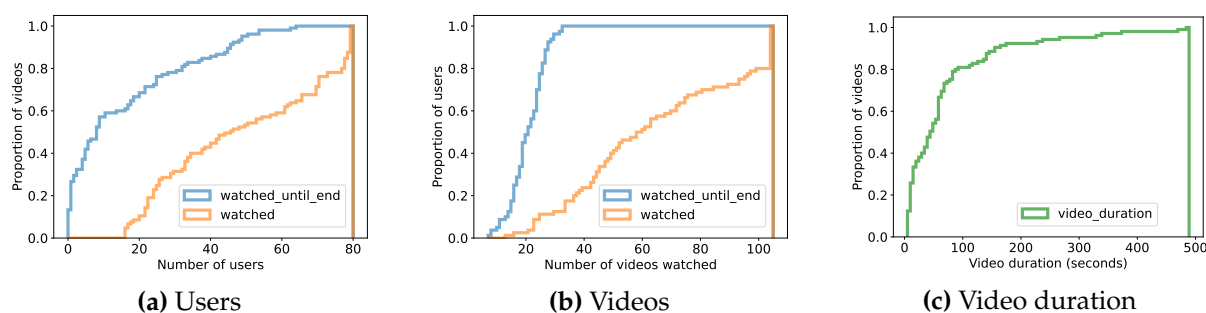 Proportion of videos
1.0
0.8
0.6
0.4
0.2
0.0
watched_until_end
watched
0 20 40 60 80
Number of users
(a) Users
Proportion of users
1.0
0.8
0.6
0.4
0.2
0.0
watched_until_end
watched
20 40 60 80 100
Number of videos watched
(b) Videos
Proportion of videos
1.0
0.8
0.6
0.4
0.2
0.0
video_duration
0 100 200 300 400 500
Video duration (seconds)
(c) Video duration